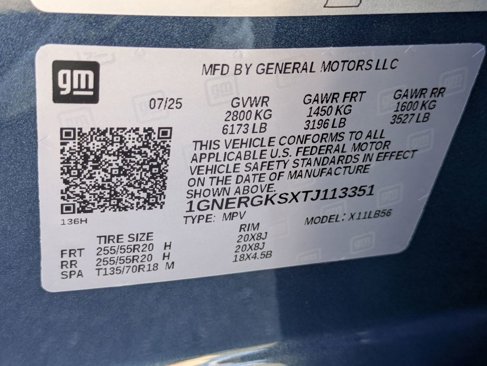 gm
MFD BY GENERAL MOTORS LLC
07/25 GVWR GAWR FRT GAWR RR
2800 KG 1450 KG 1600 KG
6173 LB 3196 LB 3527 LB
THIS VEHICLE CONFORMS TO ALL
APPLICABLE U.S. FEDERAL MOTOR
VEHICLE SAFETY STANDARDS IN EFFECT
ON THE DATE OF MANUFACTURE
SHOWN ABOVE.
1GNERGKSXTJ113351
136H
TYPE: MPV MODEL: X11LB56
TIRE SIZE RIM
FRT 255/55R20 H 20X8J
RR 255/55R20 H 20X8J
SPA T135/70R18 M 18X4.5B